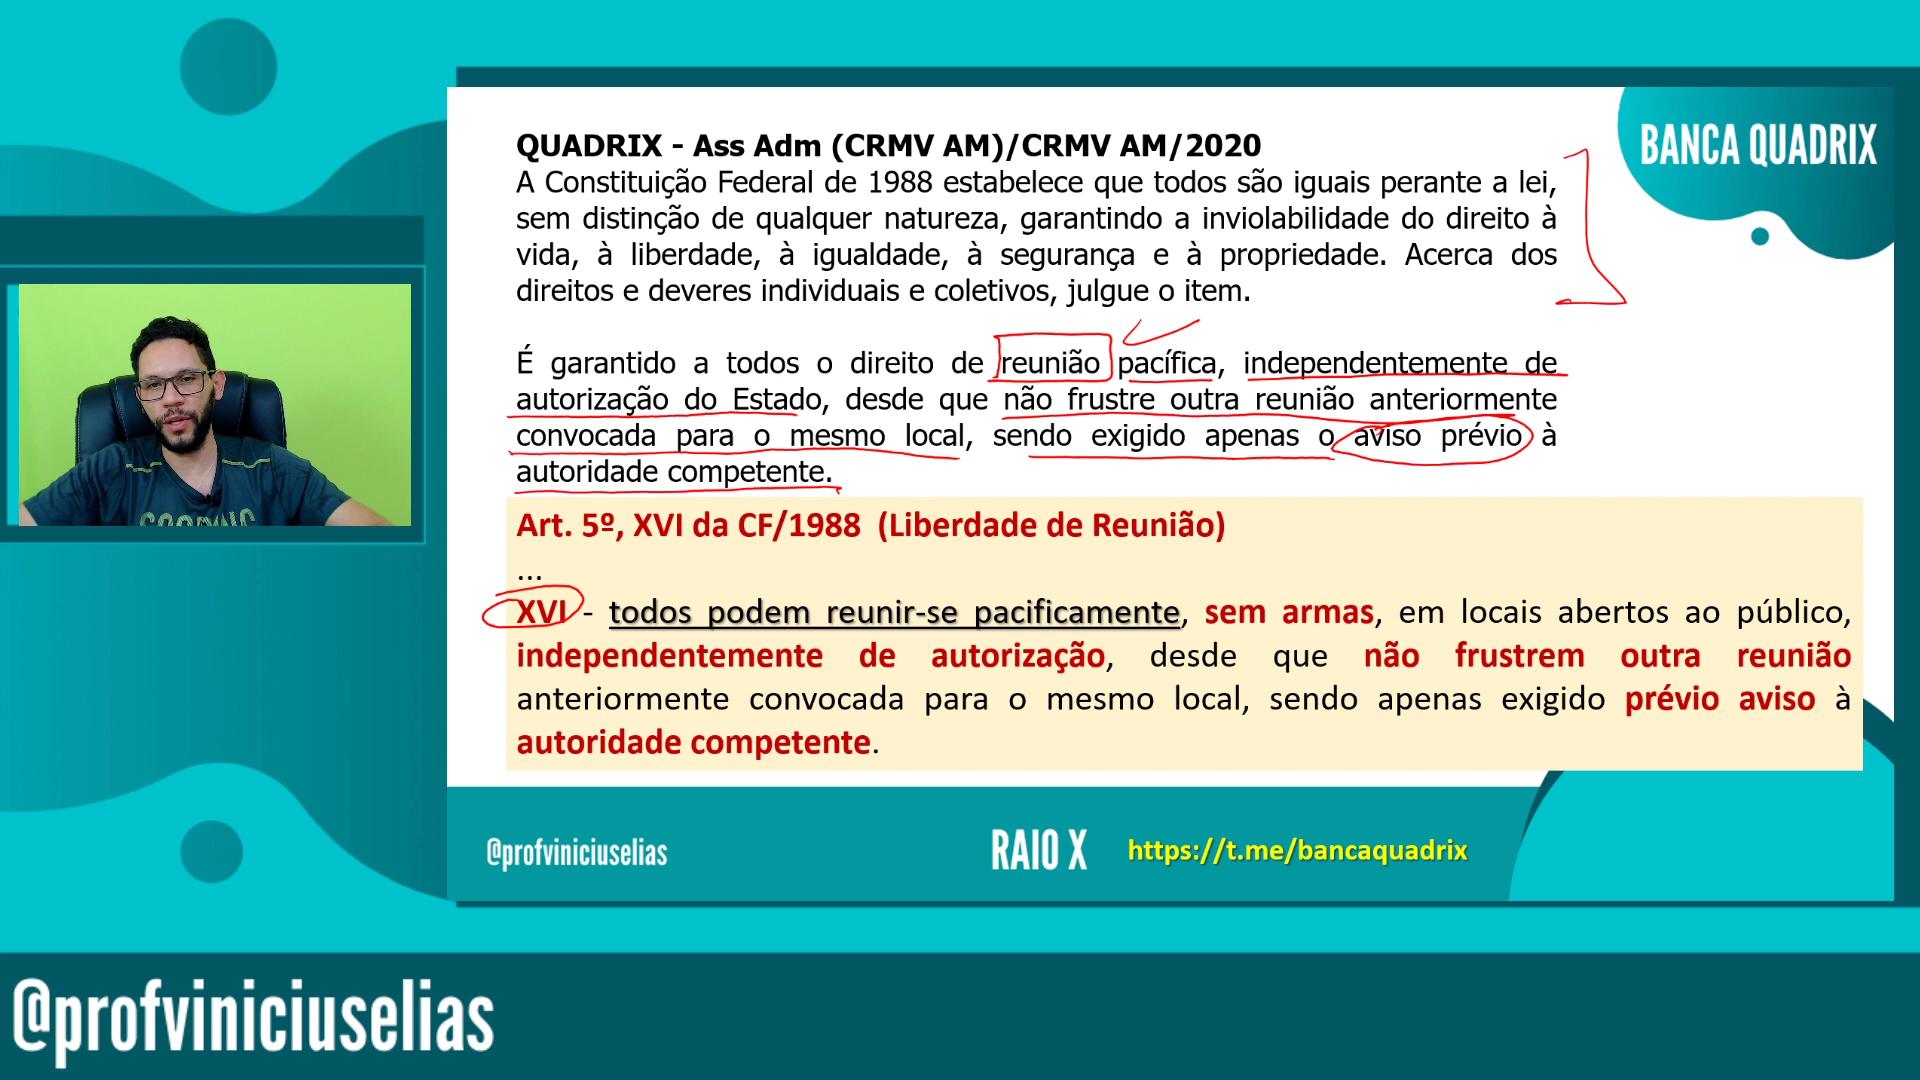 BANCA QUADRIX
QUADRIX - Ass Adm (CRMV AM)/CRMV AM/2020
A Constituição Federal de 1988 estabelece que todos são iguais perante a lei,
sem distinção de qualquer natureza, garantindo a inviolabilidade do direito à
vida, à liberdade, à igualdade, à segurança e à propriedade. Acerca dos
direitos e deveres individuais e coletivos, julgue o item.
É garantido a todos o direito de reunião pacífica, independentemente de
autorização do Estado, desde que não frustre outra reunião anteriormente
convocada para o mesmo local, sendo exigido apenas o aviso prévio à
autoridade competente.
Art. 5º, XVI da CF/1988 (Liberdade de Reunião)
...
XVI - todos podem reunir-se pacificamente, sem armas, em locais abertos ao público,
independentemente de autorização, desde que não frustrem outra reunião
anteriormente convocada para o mesmo local, sendo apenas exigido prévio aviso à
autoridade competente.
@profviniciuselias
RAIO X
https://t.me/bancaquadrix
@profviniciuselias